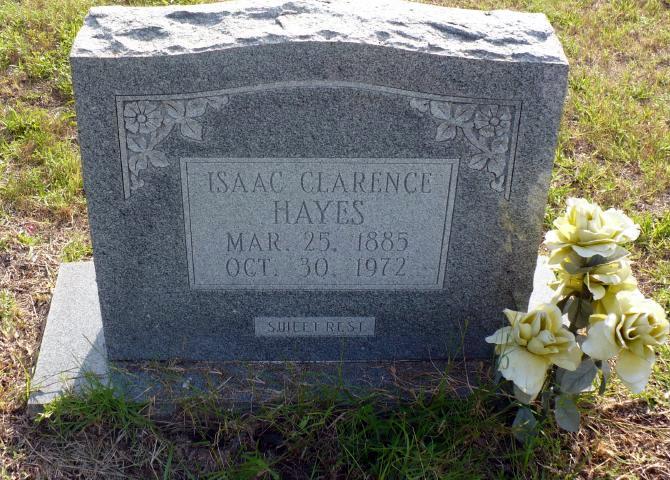 ISAAC CLARENCE
HAYES
MAR. 25, 1885
OCT. 30, 1972
SWEET REST